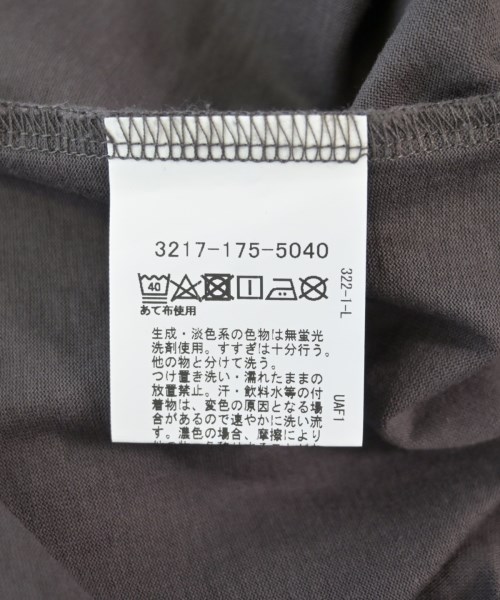 3217-175-5040
40
あて布使用
生成・淡色系の色物は無蛍光
洗剤使用。すすぎは十分行う。
他の物と分けて洗う。
つけ置き洗い・濡れたままの
放置禁止。汗・飲料水等の付
着物は、変色の原因となる場
合があるので速やかに洗い流
す。濃色の場合、摩擦により
322-1-L
UAF1